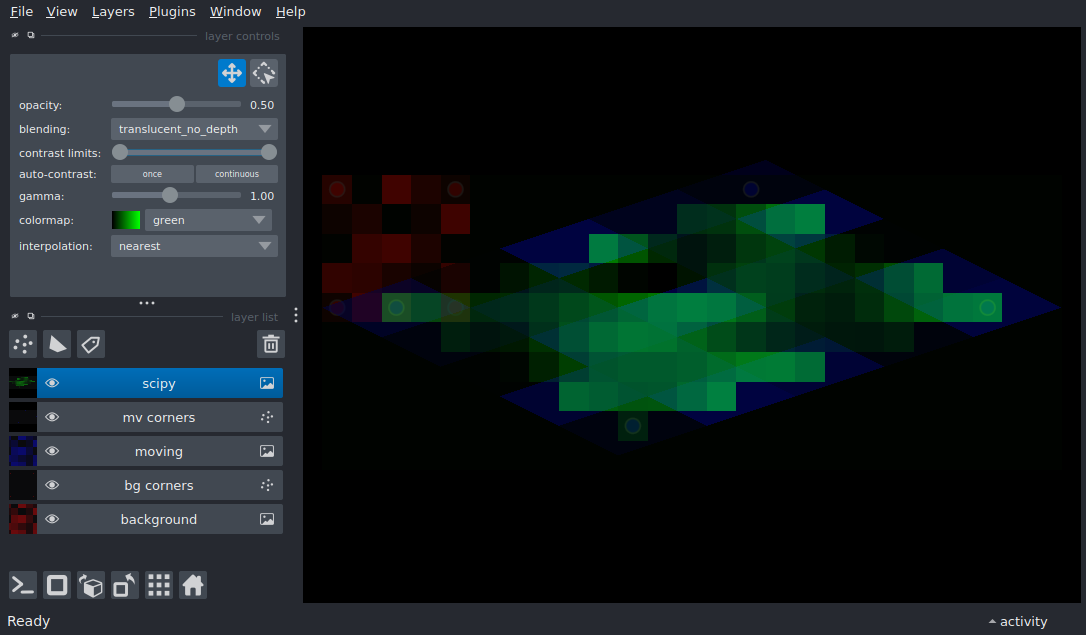 File View Layers Plugins Window Help
layer controls
opacity: 0.50
blending: translucent_no_depth
contrast limits:
auto-contrast: once continuous
gamma: 1.00
colormap: green
interpolation: nearest
layer list
scipy
mv corners
moving
bg corners
background
Ready activity